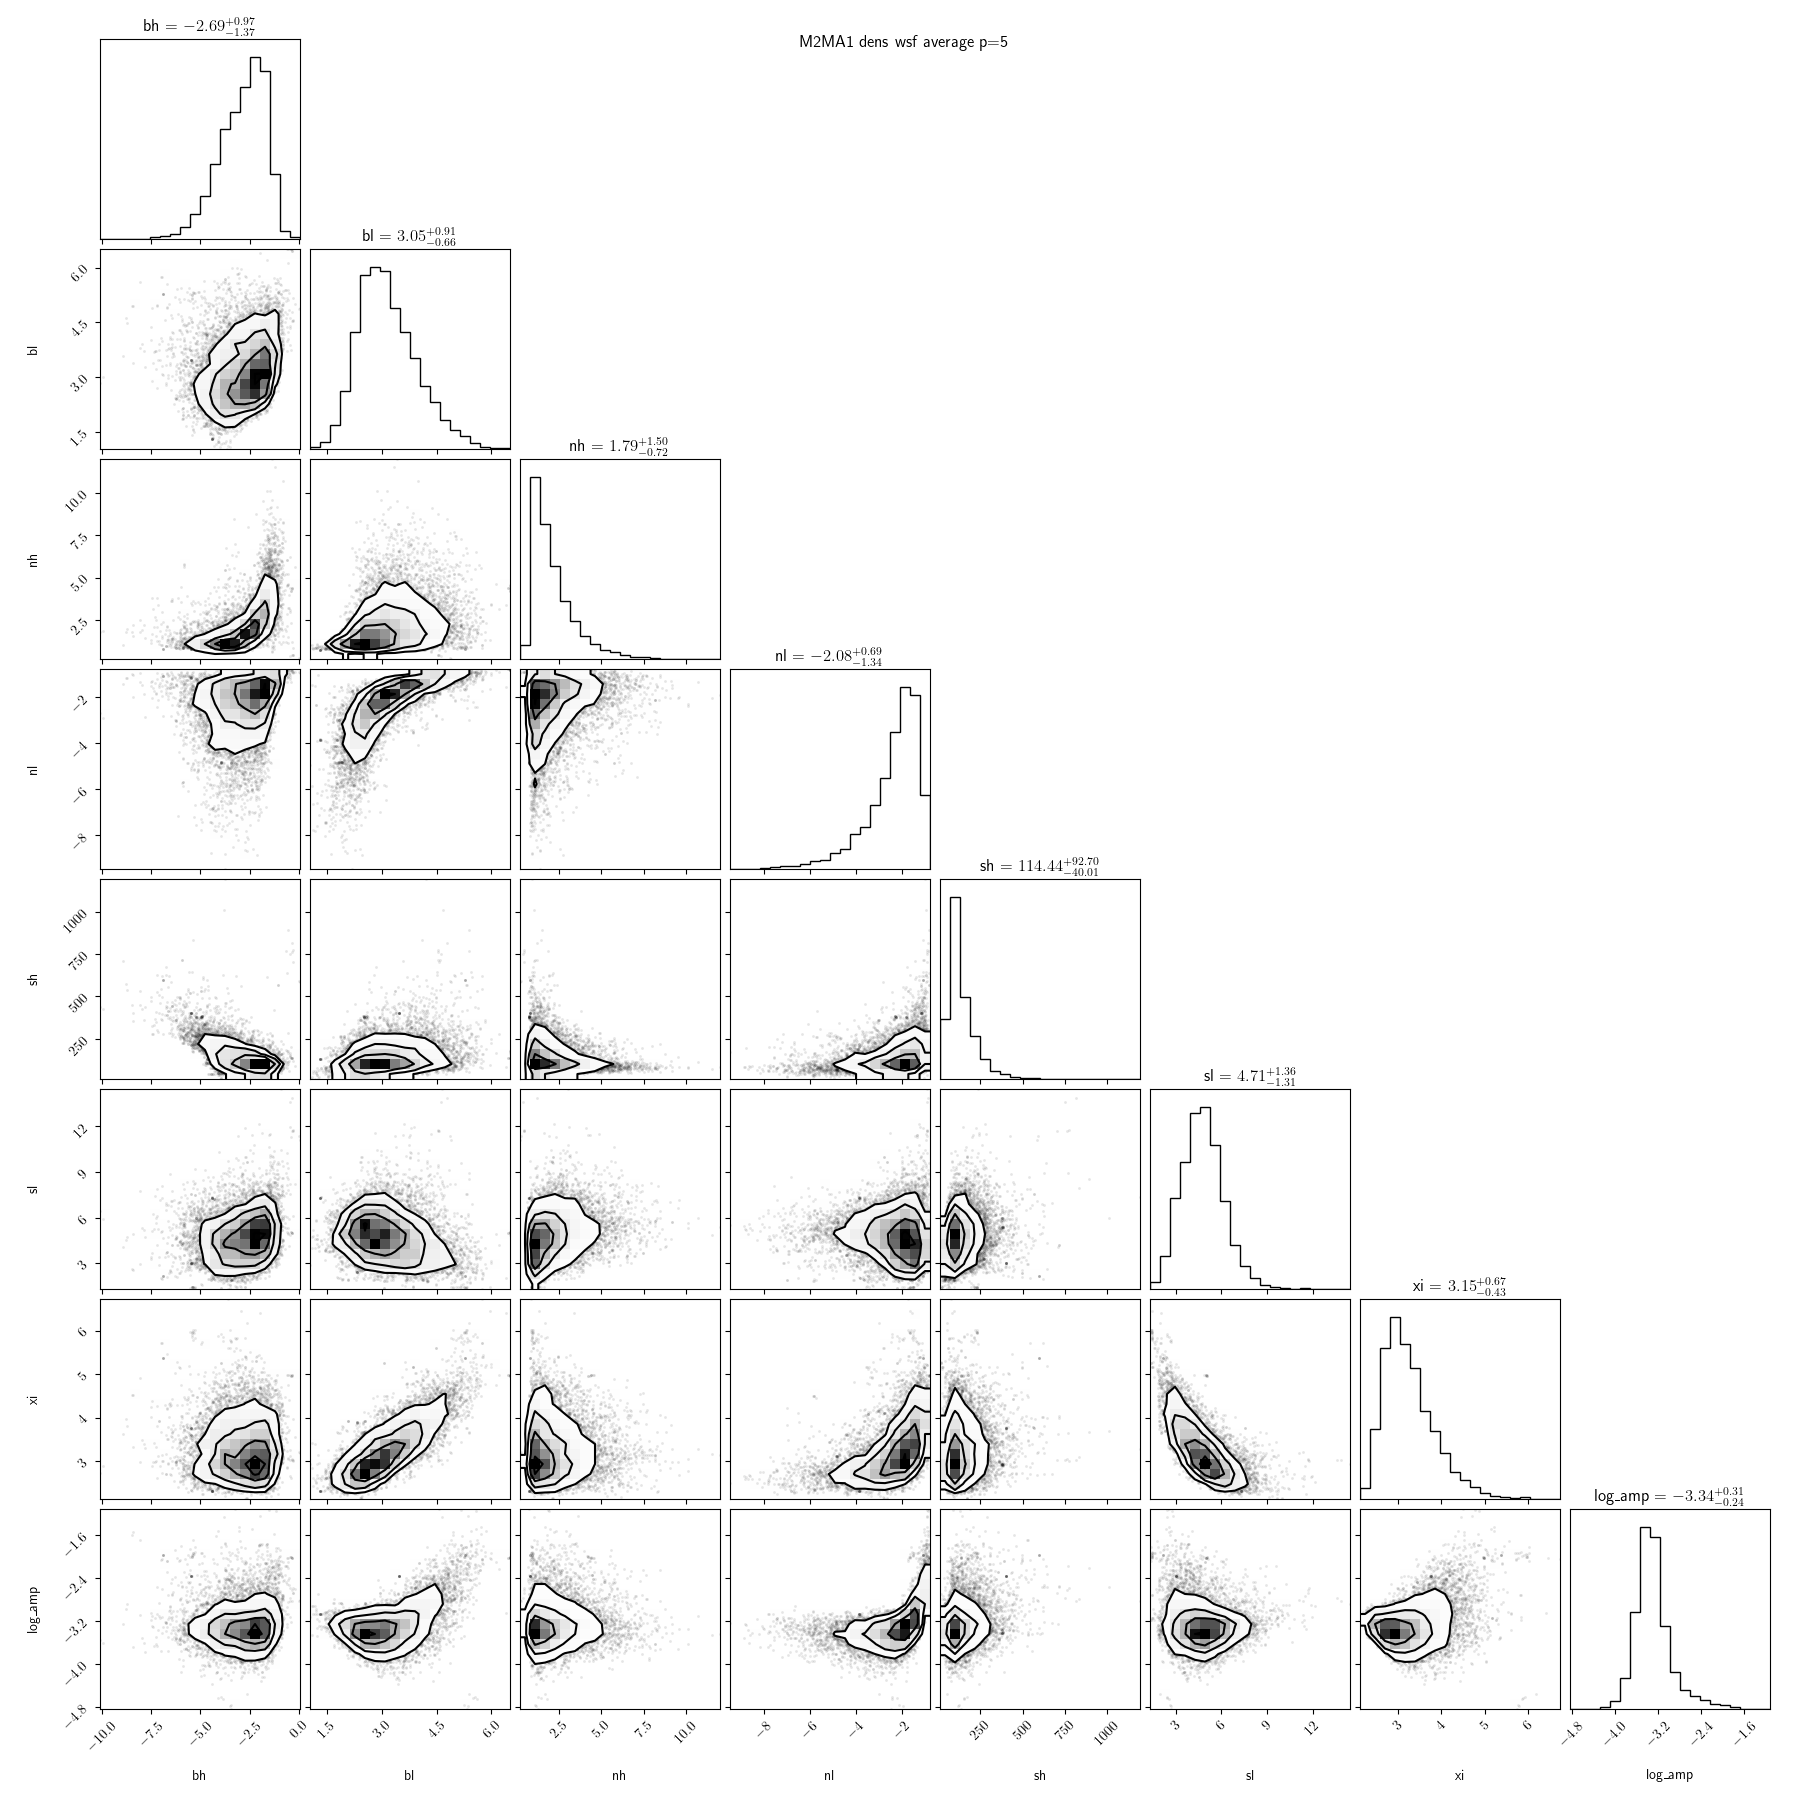 M2MA1 dens wsf average p=5
bh = −2.69+0.97−1.37
bl = 3.05+0.91−0.66
nh = 1.79+1.50−0.72
nl = −2.08+0.69−1.34
sh = 114.44+92.70−40.01
sl = 4.71+1.36−1.31
xi = 3.15+0.67−0.43
log_amp = −3.34+0.31−0.24
6.0
4.5
3.0
1.5
bl
10.0
7.5
5.0
2.5
nh
−2
−4
−6
−8
nl
1000
750
500
250
sh
12
9
6
3
sl
6
5
4
3
xi
−1.6
−2.4
−3.2
−4.0
−4.8
log_amp
−10.0 −7.5 −5.0 −2.5 0.0 1.5 3.0 4.5 6.0 2.5 5.0 7.5 10.0 −8 −6 −4 −2 250 500 750 1000 3 6 9 12 3 4 5 6 −4.8 −4.0 −3.2 −2.4 −1.6
bh bl nh nl sh sl xi log_amp